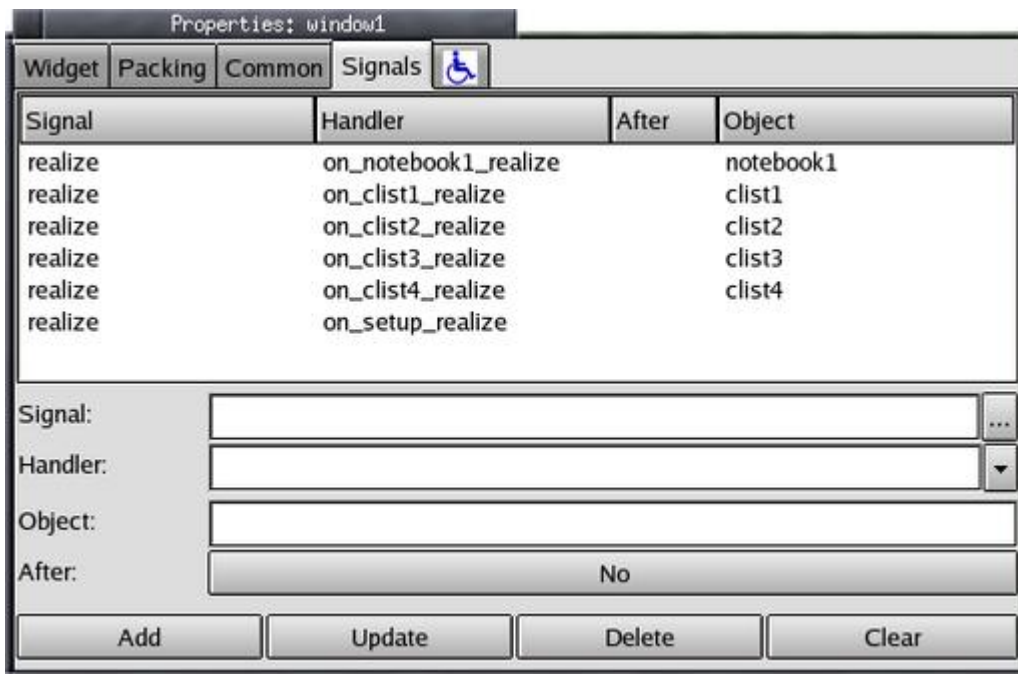 Properties: window1
Widget Packing Common Signals
Signal Handler After Object
realize on_notebook1_realize notebook1
realize on_clist1_realize clist1
realize on_clist2_realize clist2
realize on_clist3_realize clist3
realize on_clist4_realize clist4
realize on_setup_realize
Signal: ...
Handler:
Object:
After: No
Add Update Delete Clear